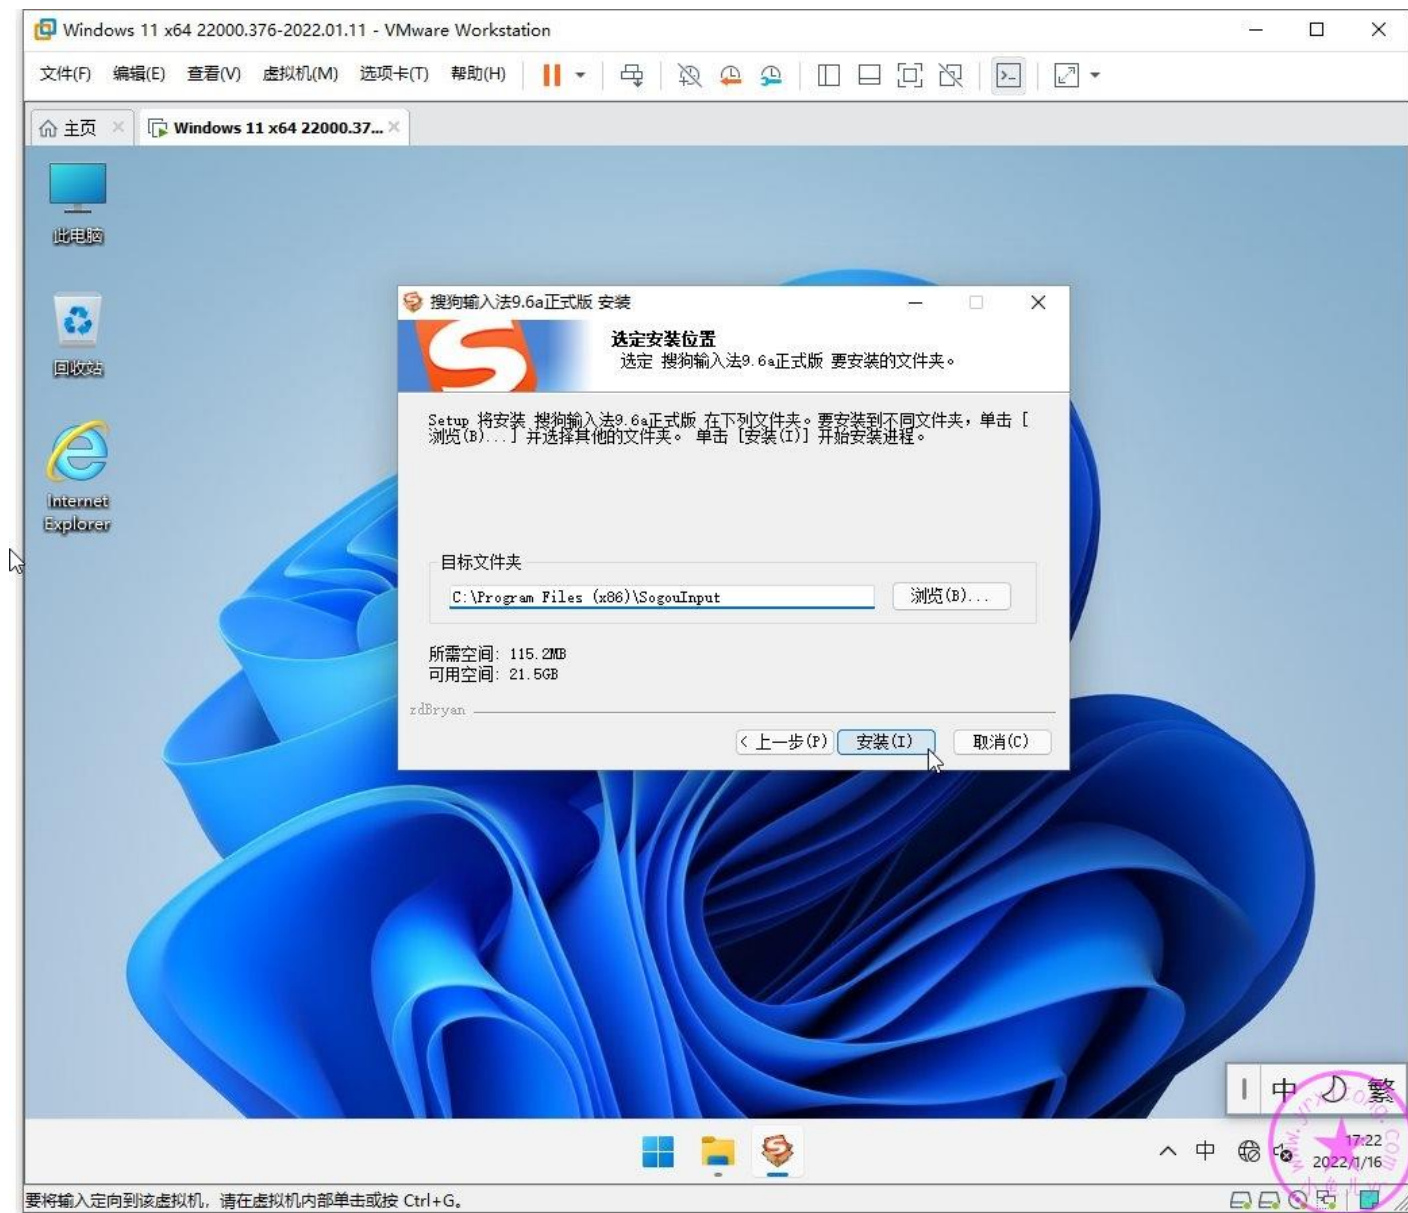 Windows 11 x64 22000.376-2022.01.11 - VMware Workstation
文件(F) 编辑(E) 查看(V) 虚拟机(M) 选项卡(T) 帮助(H)
主页 Windows 11 x64 22000.37...
此电脑
回收站
Internet
Explorer
搜狗输入法9.6a正式版 安装
选定安装位置
选定 搜狗输入法9.6a正式版 要安装的文件夹。
Setup 将安装 搜狗输入法9.6a正式版 在下列文件夹。要安装到不同文件夹，单击 [
浏览(B)...] 并选择其他的文件夹。 单击 [安装(I)] 开始安装进程。
目标文件夹
C:\Program Files (x86)\SogouInput 浏览(B)...
所需空间: 115.2MB
可用空间: 21.5GB
zdBryan
< 上一步(P) 安装(I) 取消(C)
中 繁
中 17:22
2022/1/16
要将输入定向到该虚拟机，请在虚拟机内部单击或按 Ctrl+G。